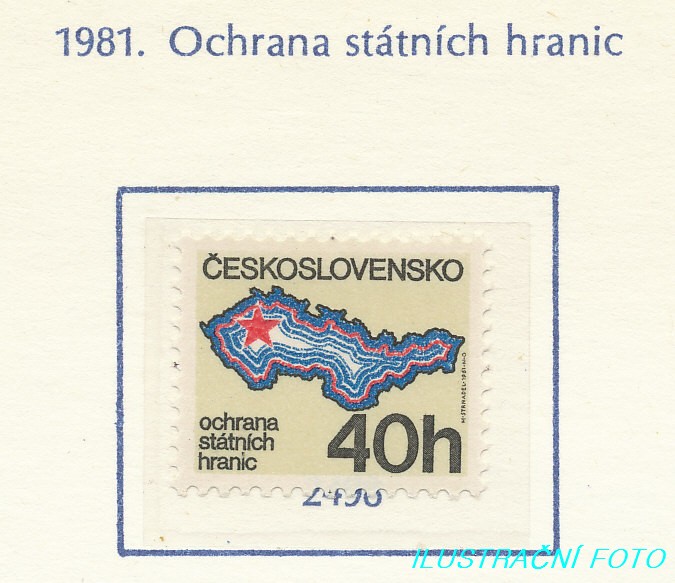 1981. Ochrana státních hranic
ČESKOSLOVENSKO
ochrana
státních
hranic
40h
ILUSTRAČNÍ FOTO